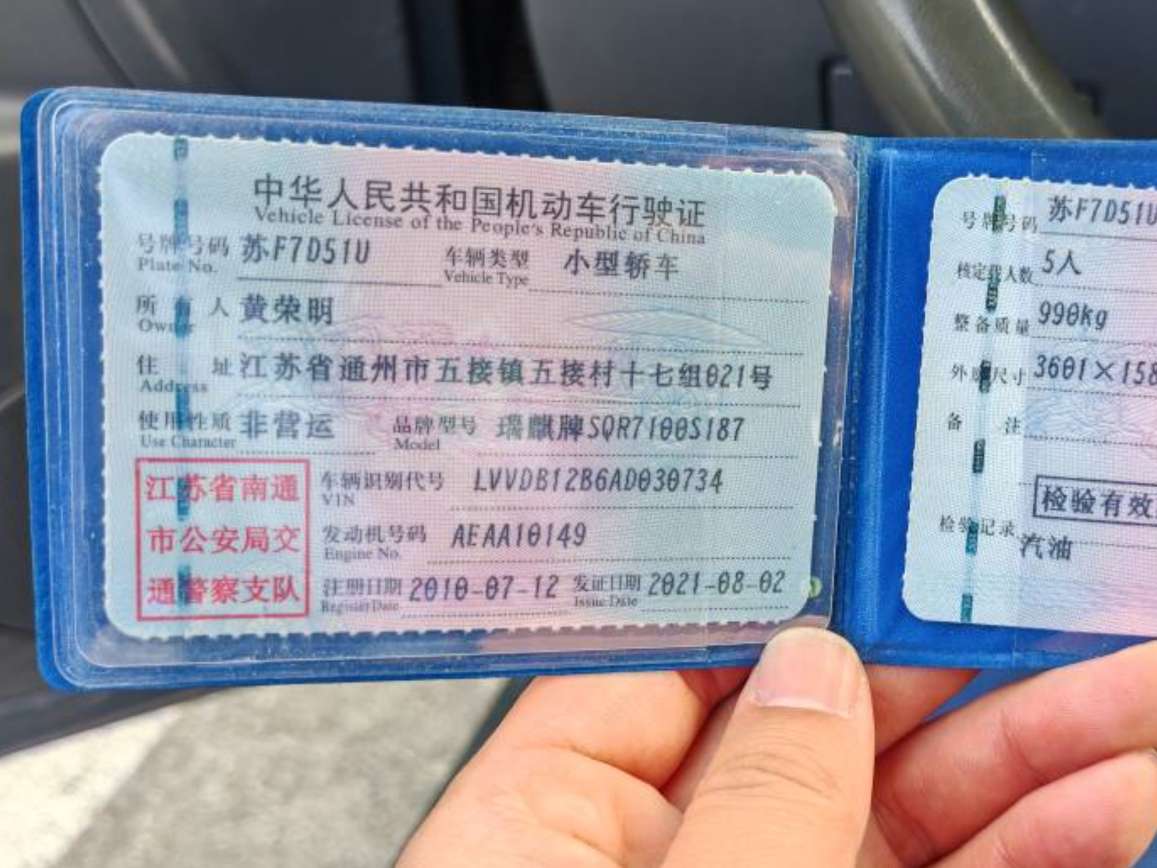 中华人民共和国机动车行驶证
Vehicle License of the People's Republic of China
号牌号码 苏F7D51U 车辆类型 小型轿车
Plate No. Vehicle Type
所有人 黄荣明
Owner
住址 江苏省通州市五接镇五接村十七组021号
Address
使用性质 非营运 品牌型号 瑞麒牌SQR7100S187
Use Character Model
江苏省南通
市公安局交
通警察支队
车辆识别代号 LVVDB12B6AD030734
VIN
发动机号码 AEAA10149
Engine No.
注册日期 2010-07-12 发证日期 2021-08-02
Register Date Issue Date
号牌号码 苏F7D51U
核定载人数 5人
整备质量 990kg
外廓尺寸 3601×158
备注
检验有效
检验记录
汽油